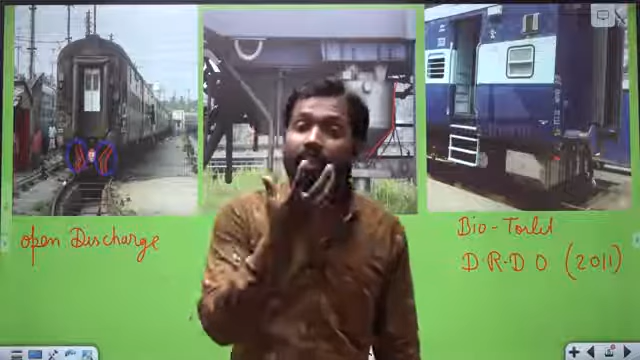 open Discharge
Bio-Toilet
D.R.D O (2011)